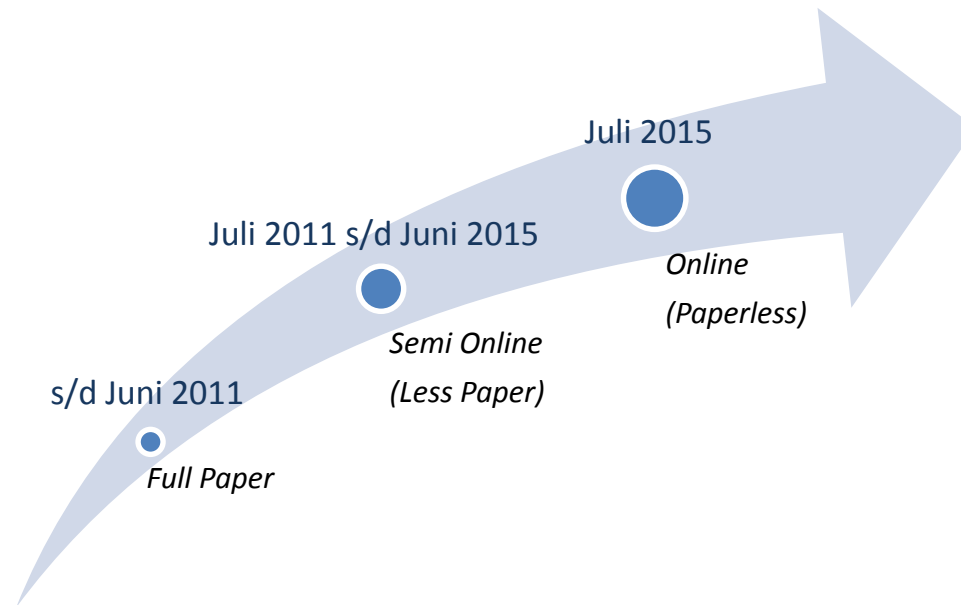 s/d Juni 2011
Full Paper
Juli 2011 s/d Juni 2015
Semi Online
(Less Paper)
Juli 2015
Online
(Paperless)